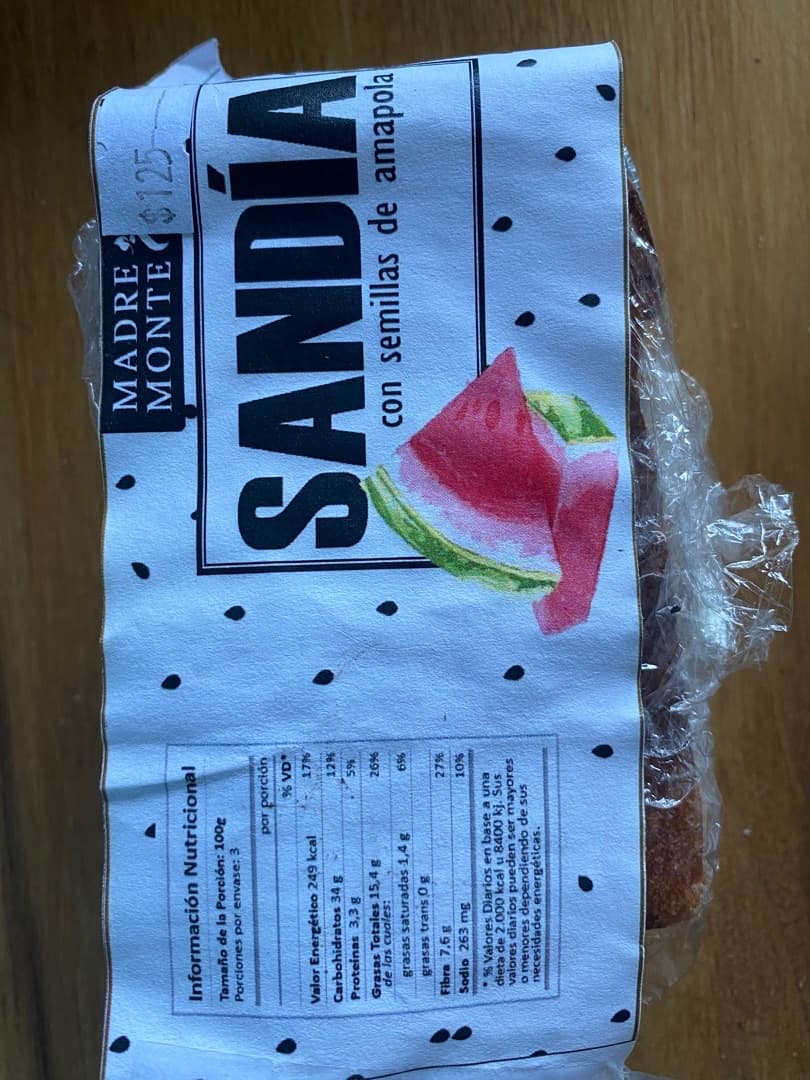 MADRE
MONTE
$125
SANDÍA
con semillas de amapola
Información Nutricional
Tamaño de la Porción: 100g
Porciones por envase: 3
por porción
% VD*
Valor Energético 249 kcal 17%
Carbohidratos 34 g 12%
Proteínas 3,3 g 5%
Grasas Totales 15,4 g 26%
de las cuales:
grasas saturadas 1,4 g 6%
grasas trans 0 g
Fibra 7,6 g 27%
Sodio 263 mg 10%
* % Valores Diarios en base a una
dieta de 2.000 kcal u 8400 kj. Sus
valores diarios pueden ser mayores
o menores dependiendo de sus
necesidades energéticas.